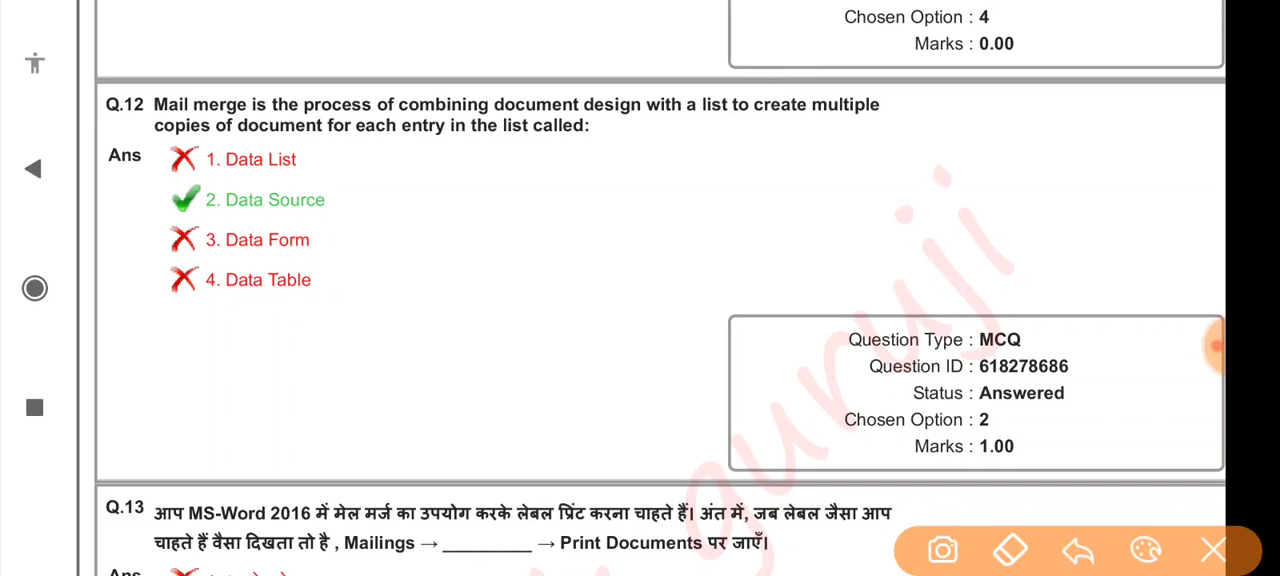 Chosen Option : 4
Marks : 0.00
Q.12 Mail merge is the process of combining document design with a list to create multiple
copies of document for each entry in the list called:
Ans 1. Data List
2. Data Source
3. Data Form
4. Data Table
Question Type : MCQ
Question ID : 618278686
Status : Answered
Chosen Option : 2
Marks : 1.00
guruji
Q.13 आप MS-Word 2016 में मेल मर्ज का उपयोग करके लेबल प्रिंट करना चाहते हैं। अंत में, जब लेबल जैसा आप
चाहते हैं वैसा दिखता तो है , Mailings → _________ → Print Documents पर जाएँ।
Ans